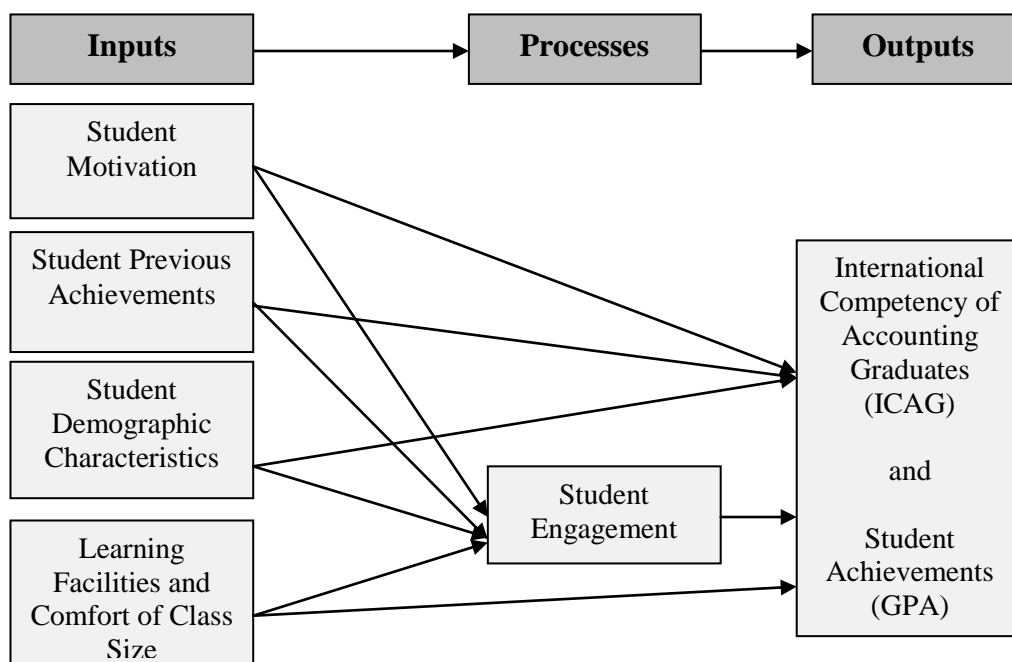 Inputs
Processes
Outputs
Student
Motivation
Student Previous
Achievements
Student
Demographic
Characteristics
Learning
Facilities and
Comfort of Class
Size
Student
Engagement
International
Competency of
Accounting
Graduates
(ICAG)
and
Student
Achievements
(GPA)